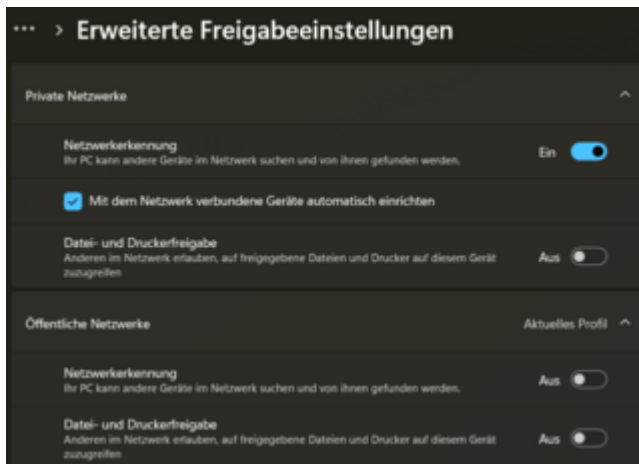 ··· > Erweiterte Freigabeeinstellungen
Private Netzwerke
Netzwerkerkennung
Ihr PC kann andere Geräte im Netzwerk suchen und von ihnen gefunden werden.
Ein
Mit dem Netzwerk verbundene Geräte automatisch einrichten
Datei- und Druckerfreigabe
Anderen im Netzwerk erlauben, auf freigegebene Dateien und Drucker auf diesem Gerät
zuzugreifen
Aus
Öffentliche Netzwerke
Aktuelles Profil
Netzwerkerkennung
Ihr PC kann andere Geräte im Netzwerk suchen und von ihnen gefunden werden.
Aus
Datei- und Druckerfreigabe
Anderen im Netzwerk erlauben, auf freigegebene Dateien und Drucker auf diesem Gerät
zuzugreifen
Aus